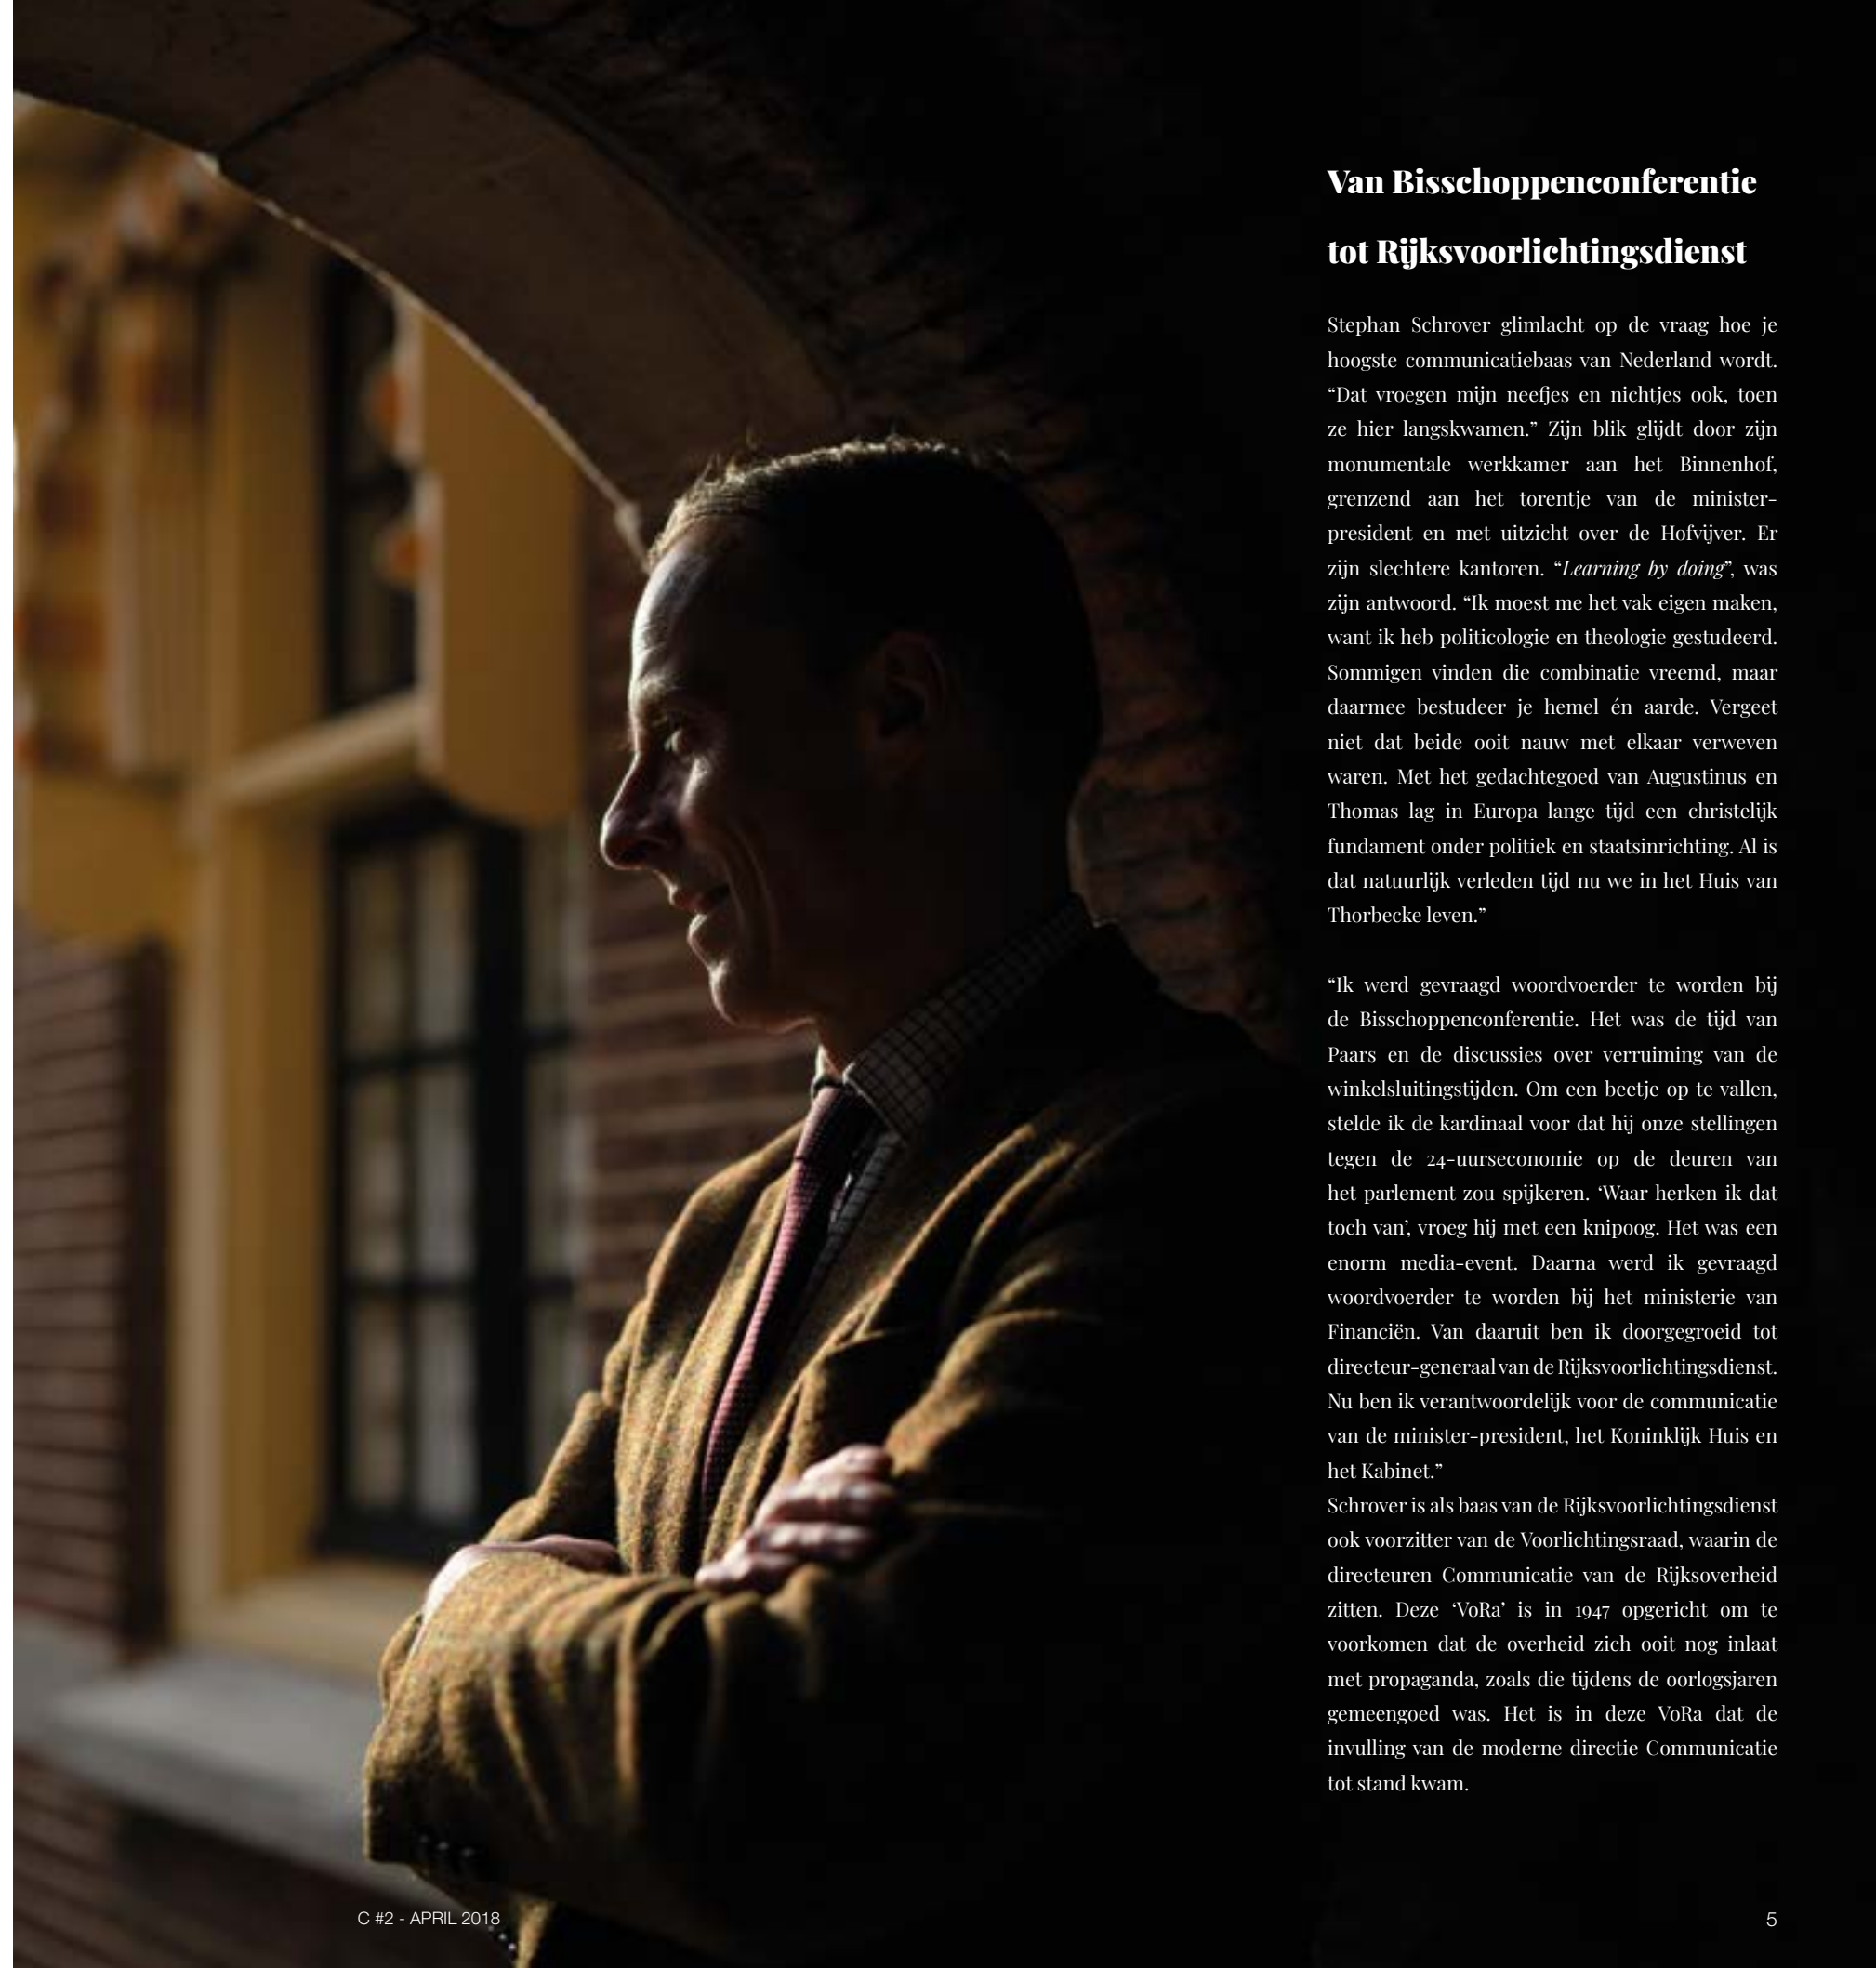 Van Bisschoppenconferentie
tot Rijksvoorlichtingsdienst
Stephan Schrover glimlacht op de vraag hoe je
hoogste communicatiebaas van Nederland wordt.
“Dat vroegen mijn neefjes en nichtjes ook, toen
ze hier langskwamen.” Zijn blik glijdt door zijn
monumentale werkkamer aan het Binnenhof,
grenzend aan het torentje van de minister-
president en met uitzicht over de Hofvijver. Er
zijn slechtere kantoren. “Learning by doing”, was
zijn antwoord. “Ik moest me het vak eigen maken,
want ik heb politicologie en theologie gestudeerd.
Sommigen vinden die combinatie vreemd, maar
daarmee bestudeer je hemel én aarde. Vergeet
niet dat beide ooit nauw met elkaar verweven
waren. Met het gedachtegoed van Augustinus en
Thomas lag in Europa lange tijd een christelijk
fundament onder politiek en staatsinrichting. Al is
dat natuurlijk verleden tijd nu we in het Huis van
Thorbecke leven.”
“Ik werd gevraagd woordvoerder te worden bij
de Bisschoppenconferentie. Het was de tijd van
Paars en de discussies over verruiming van de
winkelsluitingstijden. Om een beetje op te vallen,
stelde ik de kardinaal voor dat hij onze stellingen
tegen de 24-uurseconomie op de deuren van
het parlement zou spijkeren. ‘Waar herken ik dat
toch van’, vroeg hij met een knipoog. Het was een
enorm media-event. Daarna werd ik gevraagd
woordvoerder te worden bij het ministerie van
Financiën. Van daaruit ben ik doorgegroeid tot
directeur-generaal van de Rijksvoorlichtingsdienst.
Nu ben ik verantwoordelijk voor de communicatie
van de minister-president, het Koninklijk Huis en
het Kabinet.”
Schrover is als baas van de Rijksvoorlichtingsdienst
ook voorzitter van de Voorlichtingsraad, waarin de
directeuren Communicatie van de Rijksoverheid
zitten. Deze ‘VoRa’ is in 1947 opgericht om te
voorkomen dat de overheid zich ooit nog inlaat
met propaganda, zoals die tijdens de oorlogsjaren
gemeengoed was. Het is in deze VoRa dat de
invulling van de moderne directie Communicatie
tot stand kwam.
C #2 - APRIL 2018
5